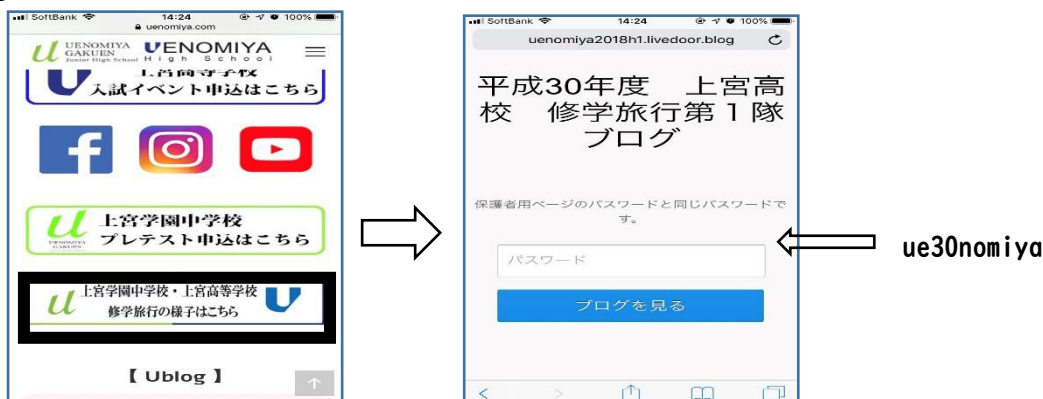 SoftBank 14:24 100%
uenomiya.com
UENOMIYA
GAKUEN
Junior High School
UENOMIYA
High School
入試イベント申込はこちら
上宮学園中学校
UENOMIYA
GAKUEN
プレテスト申込はこちら
上宮学園中学校・上宮高等学校
修学旅行の様子はこちら
【 Ublog 】
SoftBank 14:24 100%
uenomiya2018h1.livedoor.blog
平成30年度 上宮高
校 修学旅行第1隊
ブログ
保護者用ページのパスワードと同じパスワードで
す。
パスワード
ブログを見る
ue30nomiya